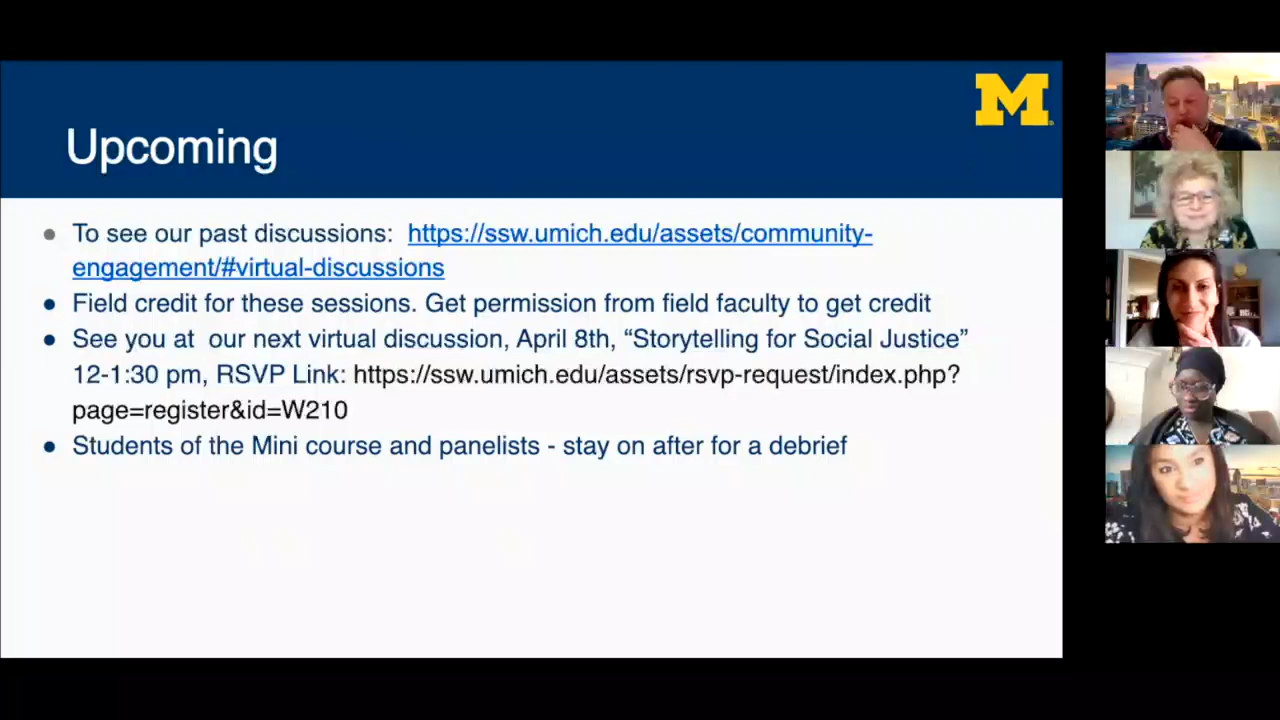 M
Upcoming
To see our past discussions: https://ssw.umich.edu/assets/community-
engagement/#virtual-discussions
Field credit for these sessions. Get permission from field faculty to get credit
See you at our next virtual discussion, April 8th, “Storytelling for Social Justice”
12-1:30 pm, RSVP Link: https://ssw.umich.edu/assets/rsvp-request/index.php?
page=register&id=W210
Students of the Mini course and panelists - stay on after for a debrief